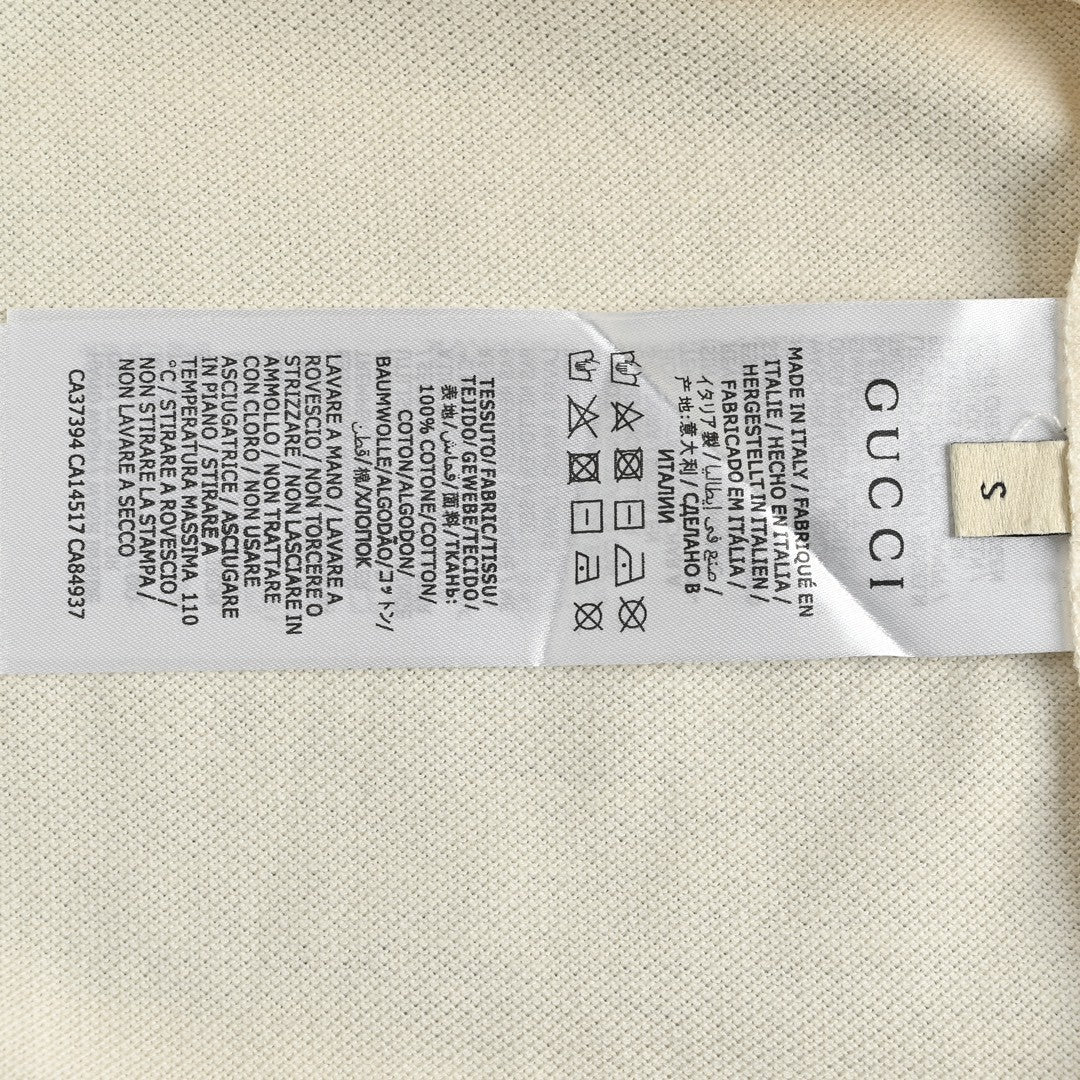 GUCCI
S
MADE IN ITALY / FABRIQUÉ EN
ITALIE / HECHO EN ITALIA /
HERGESTELLT IN ITALIEN /
FABRICADO EM ITÁLIA /
イタリア製 / صنع في إيطاليا /
产地:意大利 / СДЕЛАНО В
ИТАЛИИ
TESSUTO/FABRIC/TISSU/
TEJIDO/GEWEBE/TECIDO/
表地/قماش/面料/ТКАНЬ:
100% COTONE/COTTON/
COTON/ALGODON/
BAUMWOLLE/ALGODÃO/コットン/
قطن/棉/ХЛОПОК
LAVARE A MANO / LAVARE A
ROVESCIO / NON TORCERE O
STRIZZARE / NON LASCIARE IN
AMMOLLO / NON TRATTARE
CON CLORO / NON USARE
ASCIUGATRICE / ASCIUGARE
IN PIANO / STIRARE A
TEMPERATURA MASSIMA 110
°C / STIRARE A ROVESCIO /
NON STIRARE LA STAMPA /
NON LAVARE A SECCO
CA37394 CA14517 CA84937